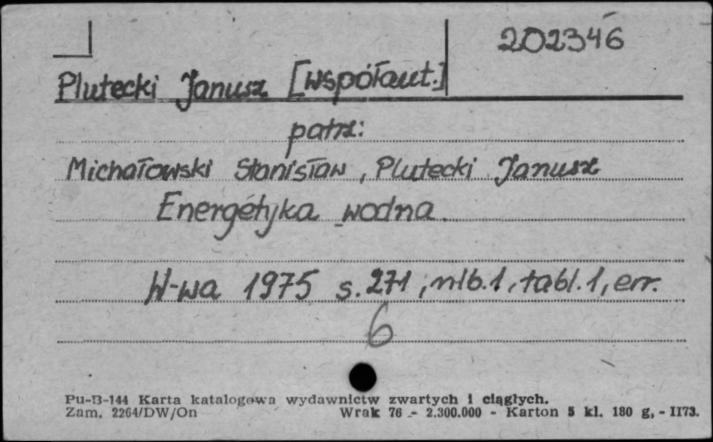 202346
Plutecki Janusz [współaut.]
patrz:
Michałowski Stanisław, Plutecki Janusz
Energetyka wodna.
W-wa 1975 s. 271, nlb. 1, tabl. 1, err.
6
Pu-B-144 Karta katalogowa wydawnictw zwartych i ciągłych.
Zam. 2264/DW/On Wrak 76 - 2.300.000 - Karton 5 kl. 180 g, - II73.